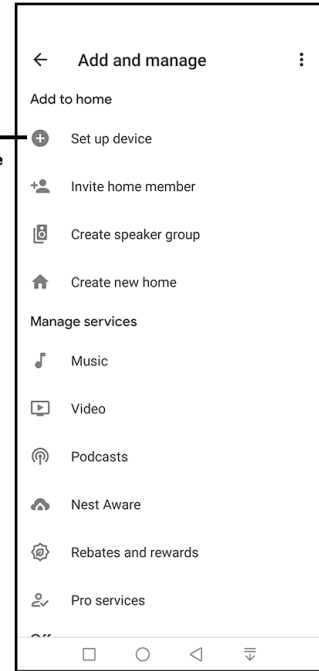 Add and manage
Add to home
Set up device
Invite home member
Create speaker group
Create new home
Manage services
Music
Video
Podcasts
Nest Aware
Rebates and rewards
Pro services